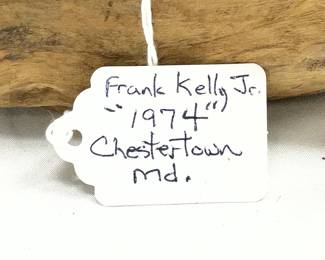 Frank Kelly Jr.
"1974"
Chestertown
Md.